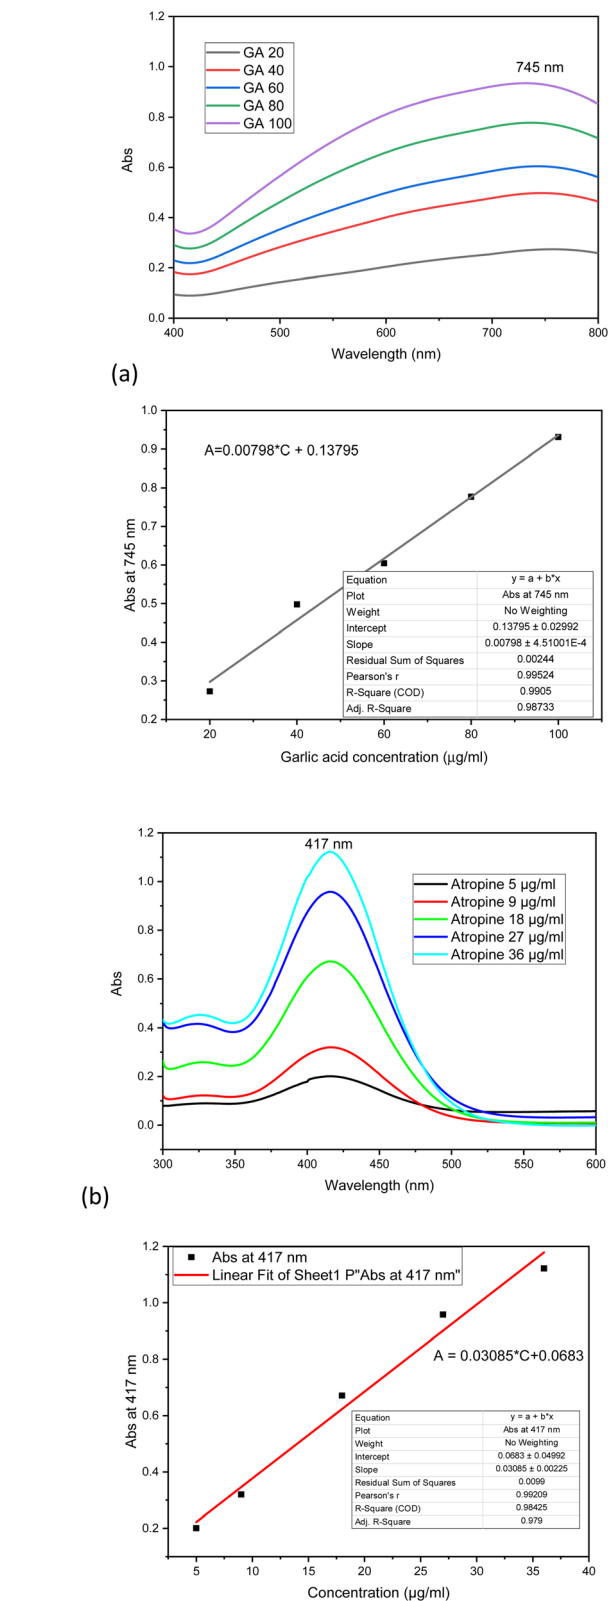 1.2
1.0
0.8
0.6
0.4
0.2
0.0
Abs
GA 20
GA 40
GA 60
GA 80
GA 100
745 nm
400 500 600 700 800
Wavelength (nm)
(a)
1.0
0.9
0.8
0.7
0.6
0.5
0.4
0.3
0.2
Abs at 745 nm
A=0.00798*C + 0.13795
Equation y = a + b*x
Plot Abs at 745 nm
Weight No Weighting
Intercept 0.13795 ± 0.02992
Slope 0.00798 ± 4.51001E-4
Residual Sum of Squares 0.00244
Pearson's r 0.99524
R-Square (COD) 0.9905
Adj. R-Square 0.98733
20 40 60 80 100
Garlic acid concentration (µg/ml)
1.2
1.0
0.8
0.6
0.4
0.2
0.0
Abs
417 nm
Atropine 5 µg/ml
Atropine 9 µg/ml
Atropine 18 µg/ml
Atropine 27 µg/ml
Atropine 36 µg/ml
300 350 400 450 500 550 600
Wavelength (nm)
(b)
1.2
1.0
0.8
0.6
0.4
0.2
Abs at 417 nm
Abs at 417 nm
Linear Fit of Sheet1 P"Abs at 417 nm"
A = 0.03085*C+0.0683
Equation y = a + b*x
Plot Abs at 417 nm
Weight No Weighting
Intercept 0.0683 ± 0.04992
Slope 0.03085 ± 0.00225
Residual Sum of Squares 0.0099
Pearson's r 0.99209
R-Square (COD) 0.98425
Adj. R-Square 0.979
5 10 15 20 25 30 35 40
Concentration (µg/ml)